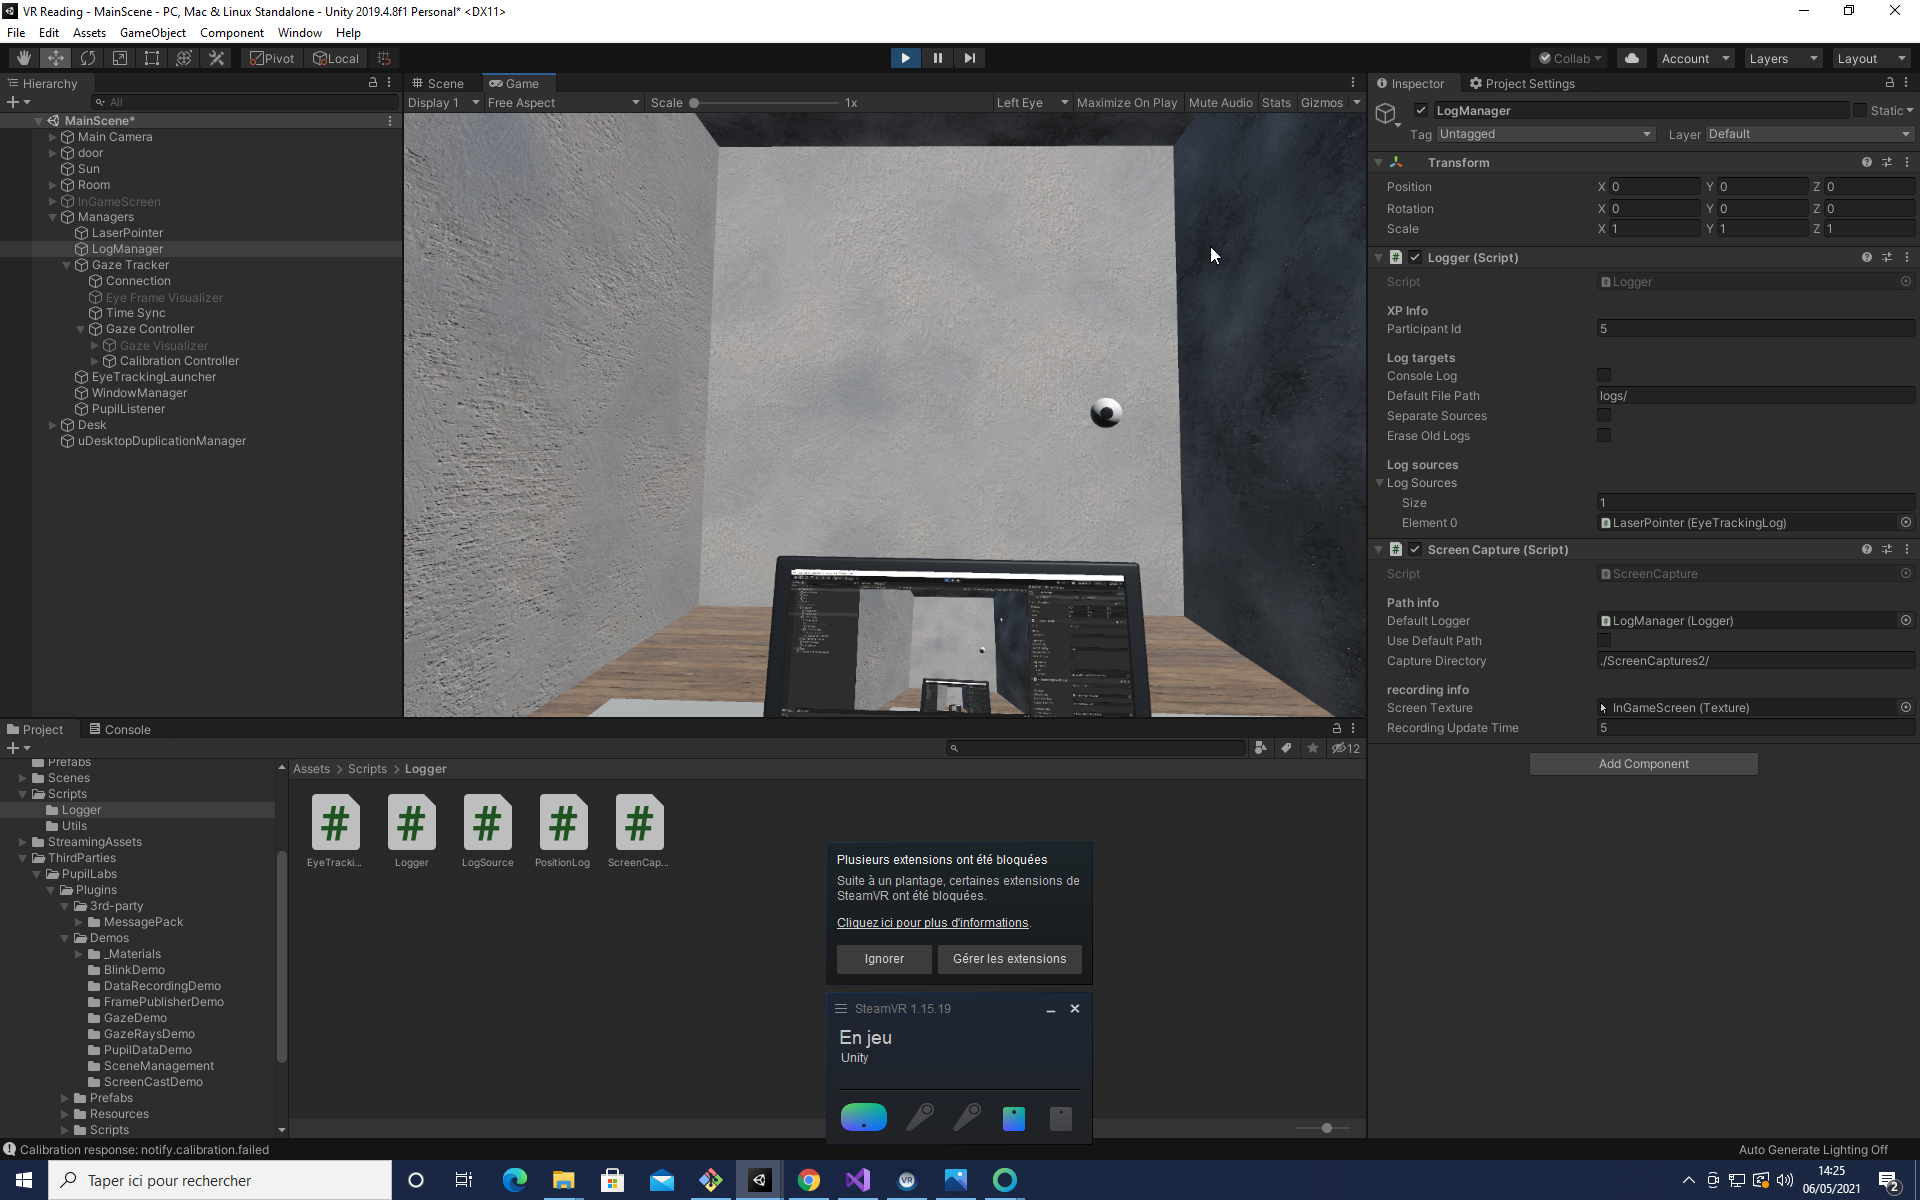 VR Reading - MainScene - PC, Mac & Linux Standalone - Unity 2019.4.8f1 Personal* <DX11>
File Edit Assets GameObject Component Window Help
Pivot Local
Collab Account Layers Layout
Hierarchy
All
MainScene*
Main Camera
door
Sun
Room
InGameScreen
Managers
LaserPointer
LogManager
Gaze Tracker
Connection
Eye Frame Visualizer
Time Sync
Gaze Controller
Gaze Visualizer
Calibration Controller
EyeTrackingLauncher
WindowManager
PupilListener
Desk
uDesktopDuplicationManager
Scene Game
Display 1 Free Aspect Scale 1x Left Eye Maximize On Play Mute Audio Stats Gizmos
Inspector Project Settings
LogManager Static
Tag Untagged Layer Default
Transform
Position X 0 Y 0 Z 0
Rotation X 0 Y 0 Z 0
Scale X 1 Y 1 Z 1
Logger (Script)
Script Logger
XP Info
Participant Id 5
Log targets
Console Log
Default File Path logs/
Separate Sources
Erase Old Logs
Log sources
Log Sources
Size 1
Element 0 LaserPointer (EyeTrackingLog)
Screen Capture (Script)
Script ScreenCapture
Path info
Default Logger LogManager (Logger)
Use Default Path
Capture Directory ./ScreenCaptures2/
recording info
Screen Texture InGameScreen (Texture)
Recording Update Time 5
Add Component
Project Console
12
Prefabs
Scenes
Scripts
Logger
Utils
StreamingAssets
ThirdParties
PupilLabs
Plugins
3rd-party
MessagePack
Demos
_Materials
BlinkDemo
DataRecordingDemo
FramePublisherDemo
GazeDemo
GazeRaysDemo
PupilDataDemo
SceneManagement
ScreenCastDemo
Prefabs
Resources
Scripts
Assets > Scripts > Logger
EyeTracki... Logger LogSource PositionLog ScreenCap...
Plusieurs extensions ont été bloquées
Suite à un plantage, certaines extensions de
SteamVR ont été bloquées.
Cliquez ici pour plus d'informations.
Ignorer Gérer les extensions
SteamVR 1.15.19
En jeu
Unity
Calibration response: notify.calibration.failed
Auto Generate Lighting Off
Taper ici pour rechercher
VR
14:25
06/05/2021
2